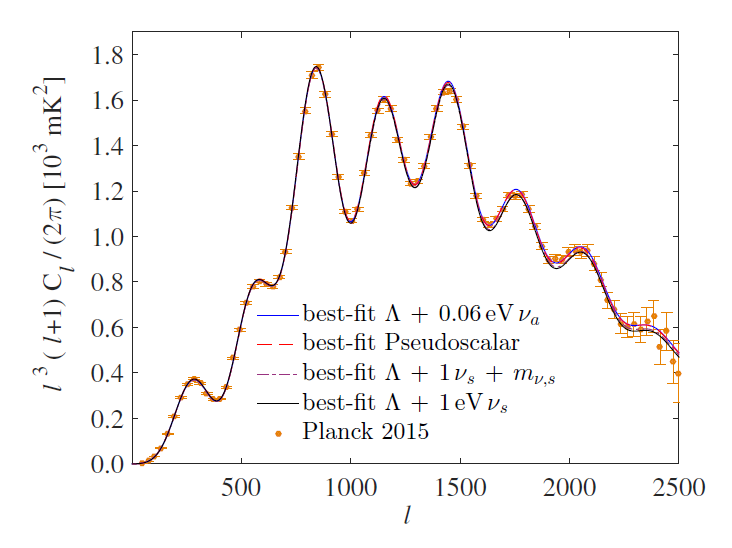 1.8
1.6
1.4
1.2
1.0
0.8
0.6
0.4
0.2
0.0
l³ ( l+1) C_l / (2π) [10³ mK²]
best-fit Λ + 0.06 eV ν_a
best-fit Pseudoscalar
best-fit Λ + 1 ν_s + m_ν,s
best-fit Λ + 1 eV ν_s
Planck 2015
500 1000 1500 2000 2500
l